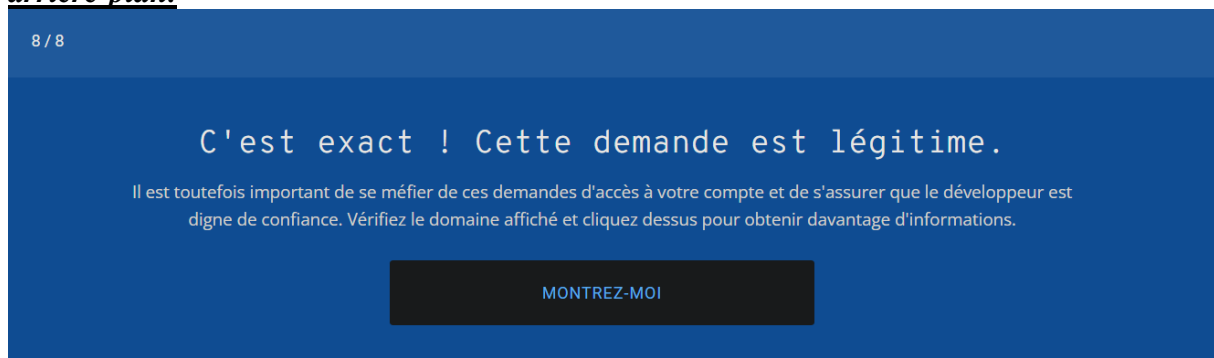 arrière-plan.
8 / 8
C'est exact ! Cette demande est légitime.
Il est toutefois important de se méfier de ces demandes d'accès à votre compte et de s'assurer que le développeur est
digne de confiance. Vérifiez le domaine affiché et cliquez dessus pour obtenir davantage d'informations.
MONTREZ-MOI